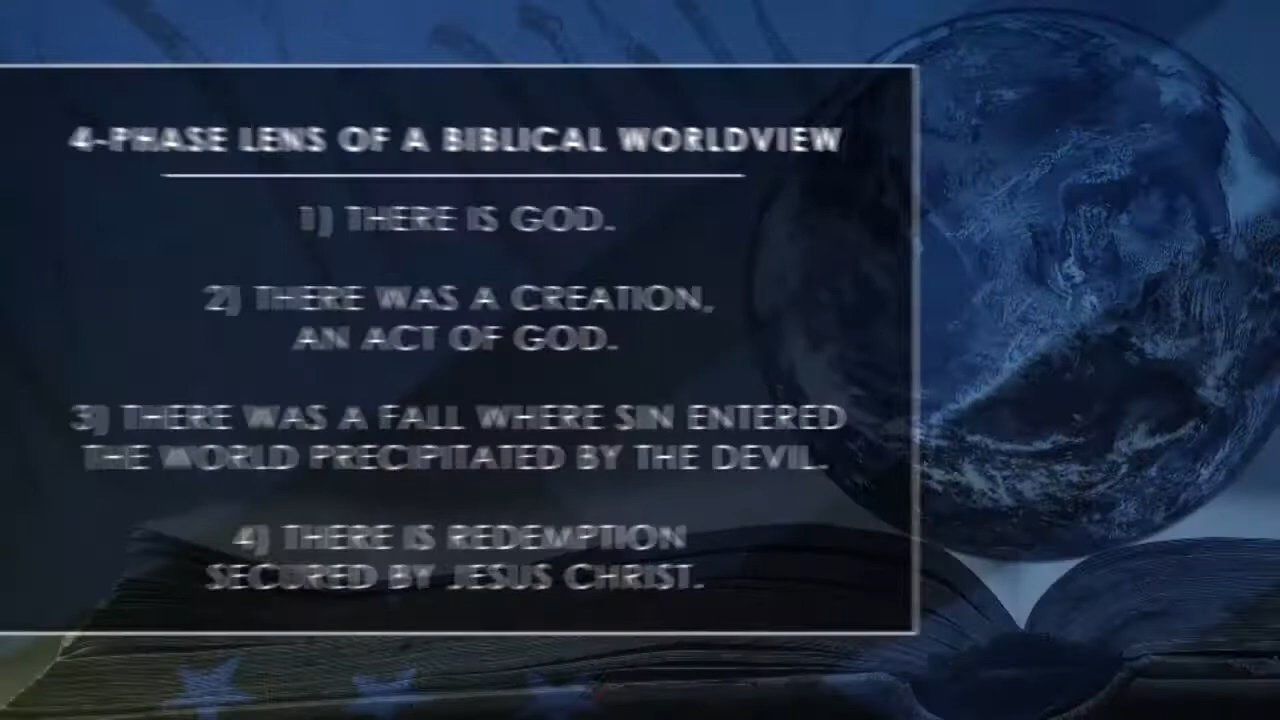 4-PHASE LENS OF A BIBLICAL WORLDVIEW
1) THERE IS GOD.
2) THERE WAS A CREATION,
AN ACT OF GOD.
3) THERE WAS A FALL WHERE SIN ENTERED
THE WORLD PRECIPITATED BY THE DEVIL.
4) THERE IS REDEMPTION
SECURED BY JESUS CHRIST.